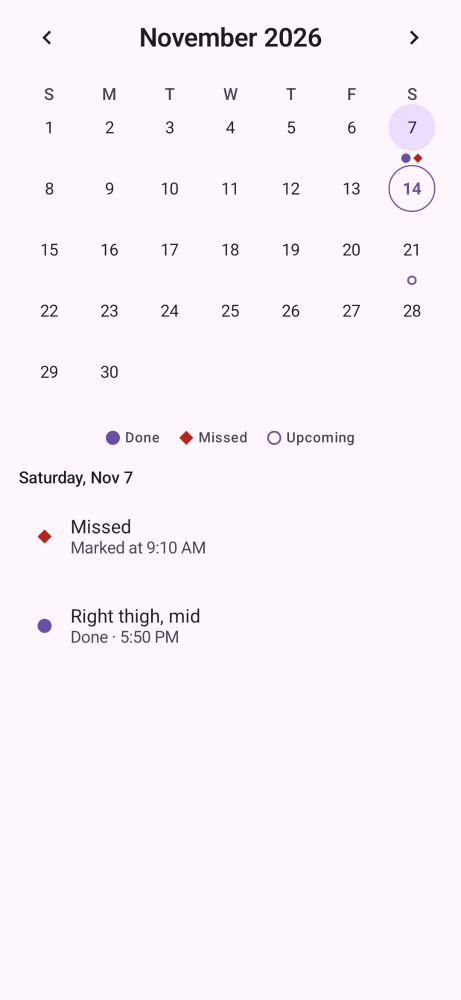 November 2026
S M T W T F S
1 2 3 4 5 6 7
8 9 10 11 12 13 14
15 16 17 18 19 20 21
22 23 24 25 26 27 28
29 30
Done Missed Upcoming
Saturday, Nov 7
Missed
Marked at 9:10 AM
Right thigh, mid
Done · 5:50 PM